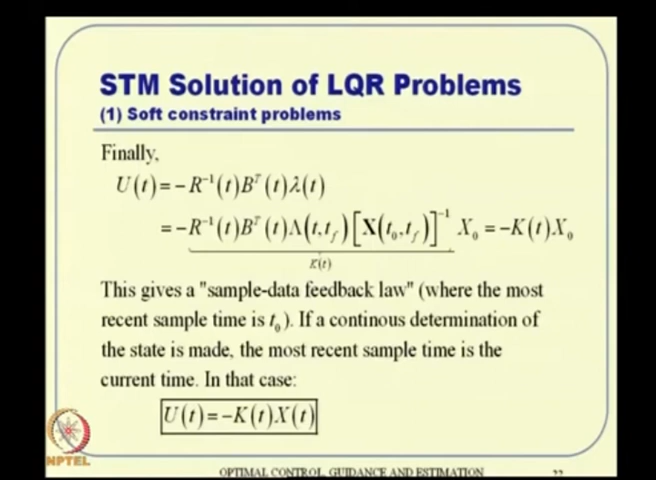 STM Solution of LQR Problems
(1) Soft constraint problems
Finally,
U(t) = −R⁻¹(t)Bᵀ(t)λ(t)
= −R⁻¹(t)Bᵀ(t)Λ(t,t_f)[X(t₀,t_f)]⁻¹ X₀ = −K(t)X₀
K(t)
This gives a "sample-data feedback law" (where the most
recent sample time is t₀). If a continous determination of
the state is made, the most recent sample time is the
current time. In that case:
U(t) = −K(t)X(t)
NPTEL
OPTIMAL CONTROL, GUIDANCE AND ESTIMATION